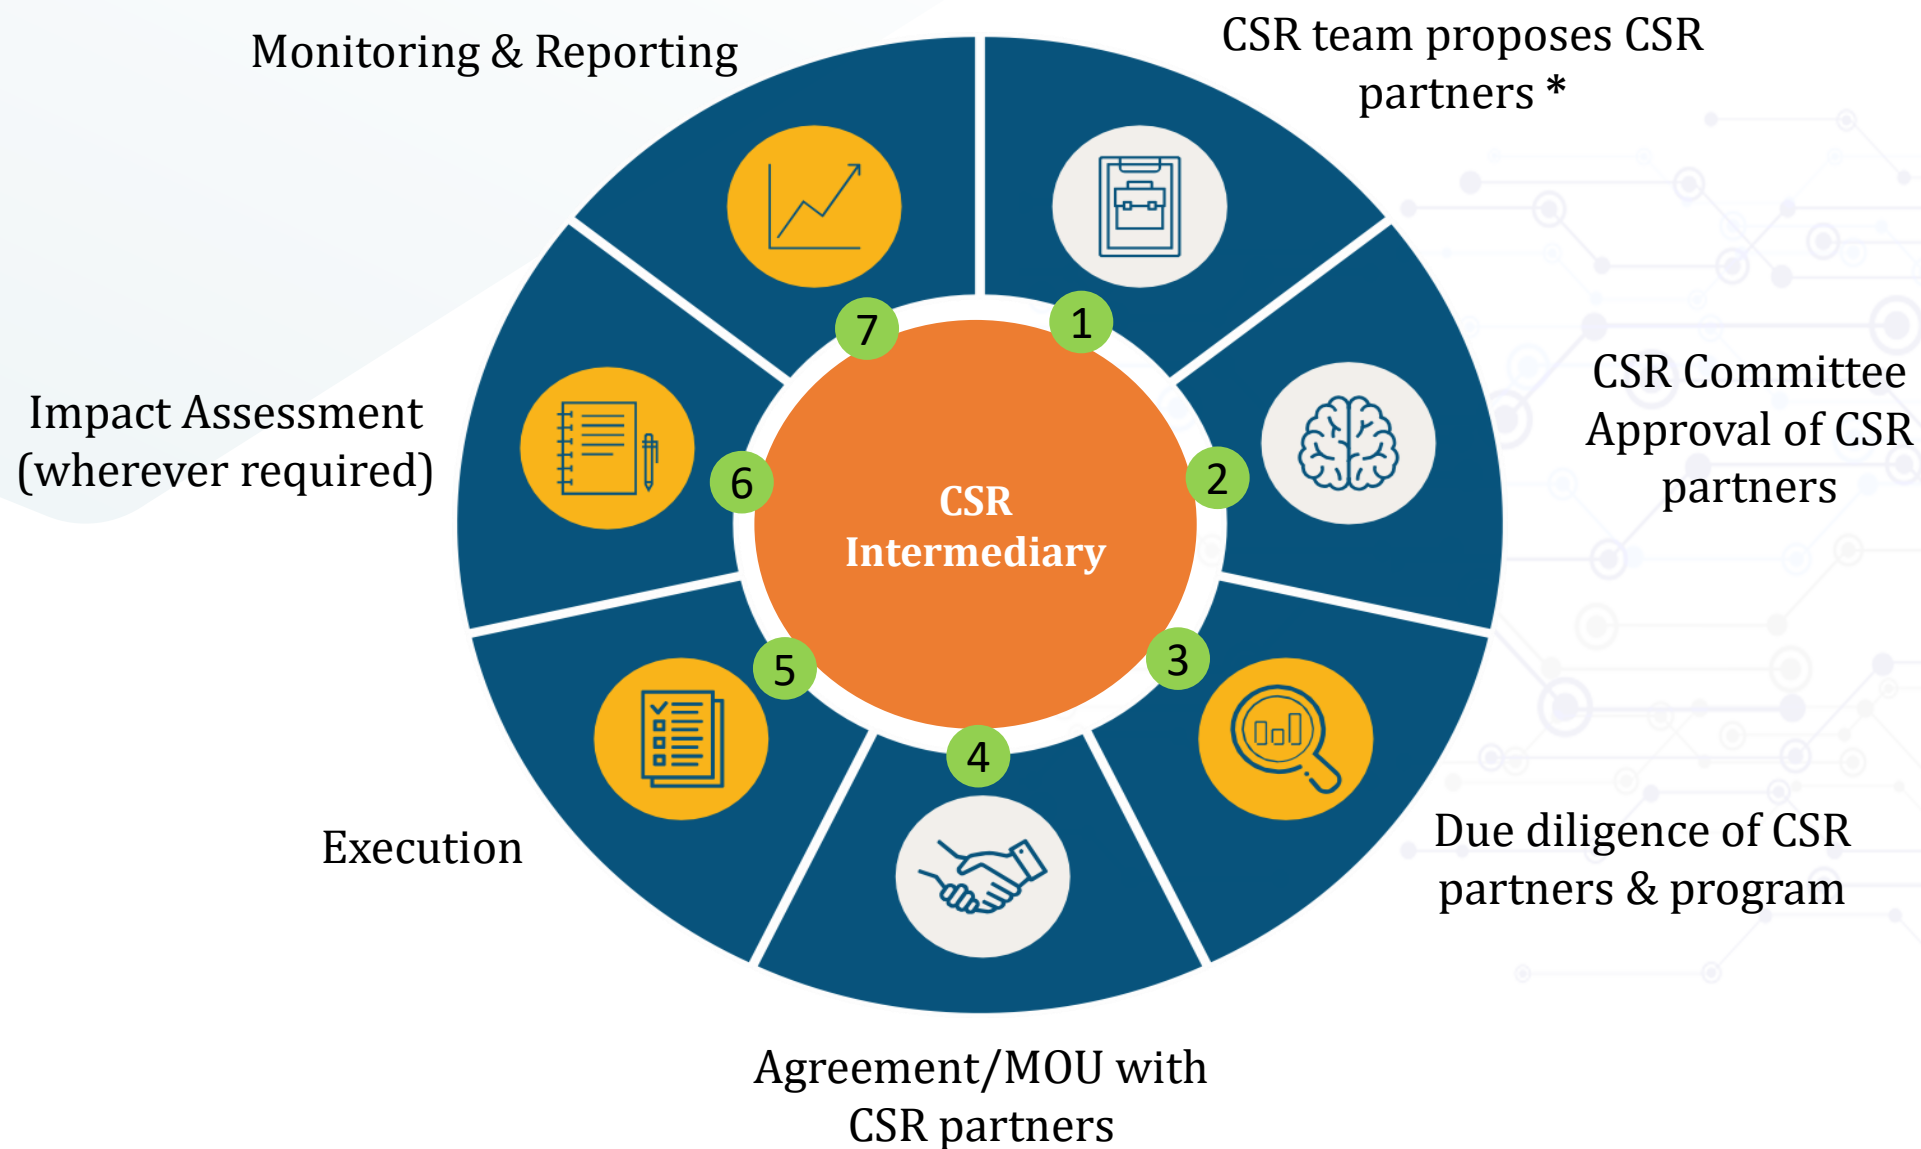 CSR team proposes CSR
partners *
1
CSR Committee
Approval of CSR
partners
2
Due diligence of CSR
partners & program
3
Agreement/MOU with
CSR partners
4
Execution
5
Impact Assessment
(wherever required)
6
Monitoring & Reporting
7
CSR
Intermediary